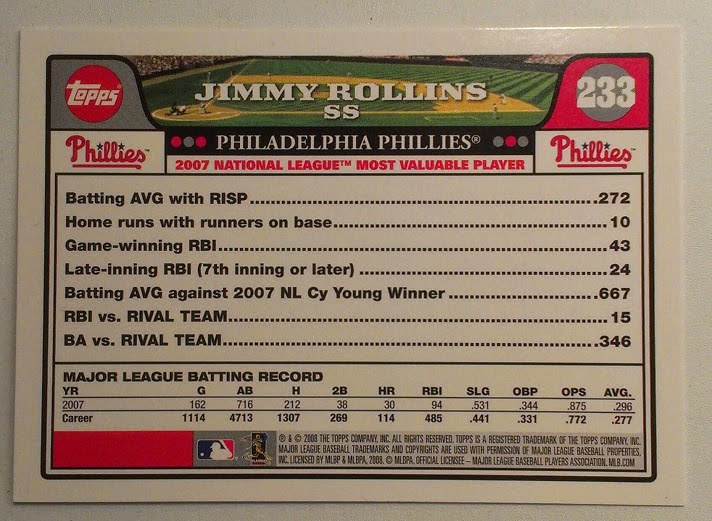 TOPPS
JIMMY ROLLINS
SS
233
Phillies™
PHILADELPHIA PHILLIES®
Phillies™
2007 NATIONAL LEAGUE™ MOST VALUABLE PLAYER
Batting AVG with RISP.....................................................272
Home runs with runners on base.......................................10
Game-winning RBI..........................................................43
Late-inning RBI (7th inning or later) ..................................24
Batting AVG against 2007 NL Cy Young Winner .....................667
RBI vs. RIVAL TEAM........................................................15
BA vs. RIVAL TEAM........................................................346
MAJOR LEAGUE BATTING RECORD
YR G AB H 2B HR RBI SLG OBP OPS AVG.
2007 162 716 212 38 30 94 .531 .344 .875 .296
Career 1114 4713 1307 269 114 485 .441 .331 .772 .277
® & © 2008 THE TOPPS COMPANY, INC. ALL RIGHTS RESERVED. TOPPS IS A REGISTERED TRADEMARK OF THE TOPPS COMPANY, INC.
MAJOR LEAGUE BASEBALL TRADEMARKS AND COPYRIGHTS ARE USED WITH PERMISSION OF MAJOR LEAGUE BASEBALL PROPERTIES,
INC. LICENSED BY MLBP & MLBPA, 2008. © MLBPA, OFFICIAL LICENSEE – MAJOR LEAGUE BASEBALL PLAYERS ASSOCIATION. MLB.COM